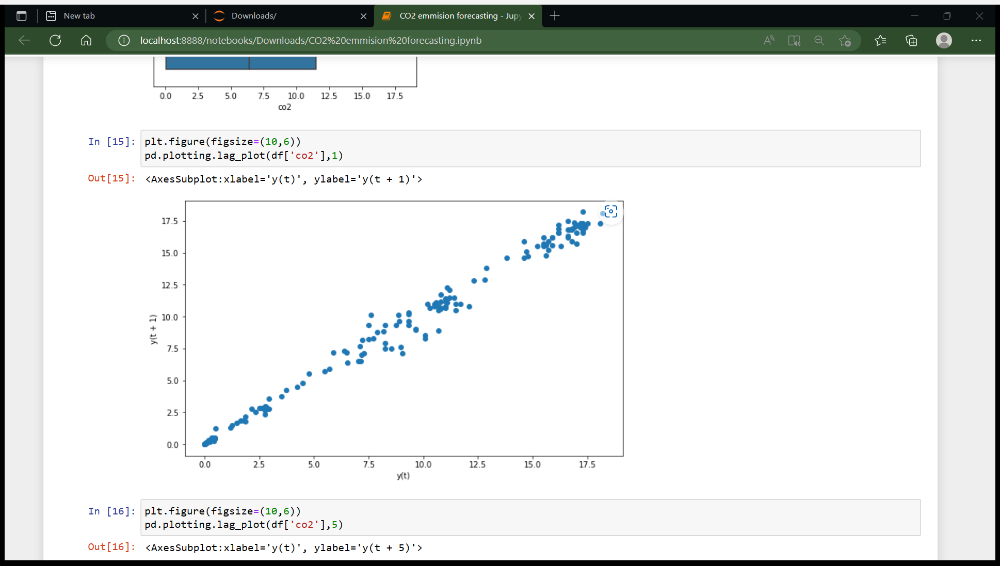 New tab
Downloads/
CO2 emmision forecasting - Jupy
localhost:8888/notebooks/Downloads/CO2%20emmision%20forecasting.ipynb
0.0 2.5 5.0 7.5 10.0 12.5 15.0 17.5
co2
In [15]:
plt.figure(figsize=(10,6))
pd.plotting.lag_plot(df['co2'],1)
Out[15]: <AxesSubplot:xlabel='y(t)', ylabel='y(t + 1)'>
17.5
15.0
12.5
10.0
7.5
5.0
2.5
0.0
y(t + 1)
0.0 2.5 5.0 7.5 10.0 12.5 15.0 17.5
y(t)
In [16]:
plt.figure(figsize=(10,6))
pd.plotting.lag_plot(df['co2'],5)
Out[16]: <AxesSubplot:xlabel='y(t)', ylabel='y(t + 5)'>